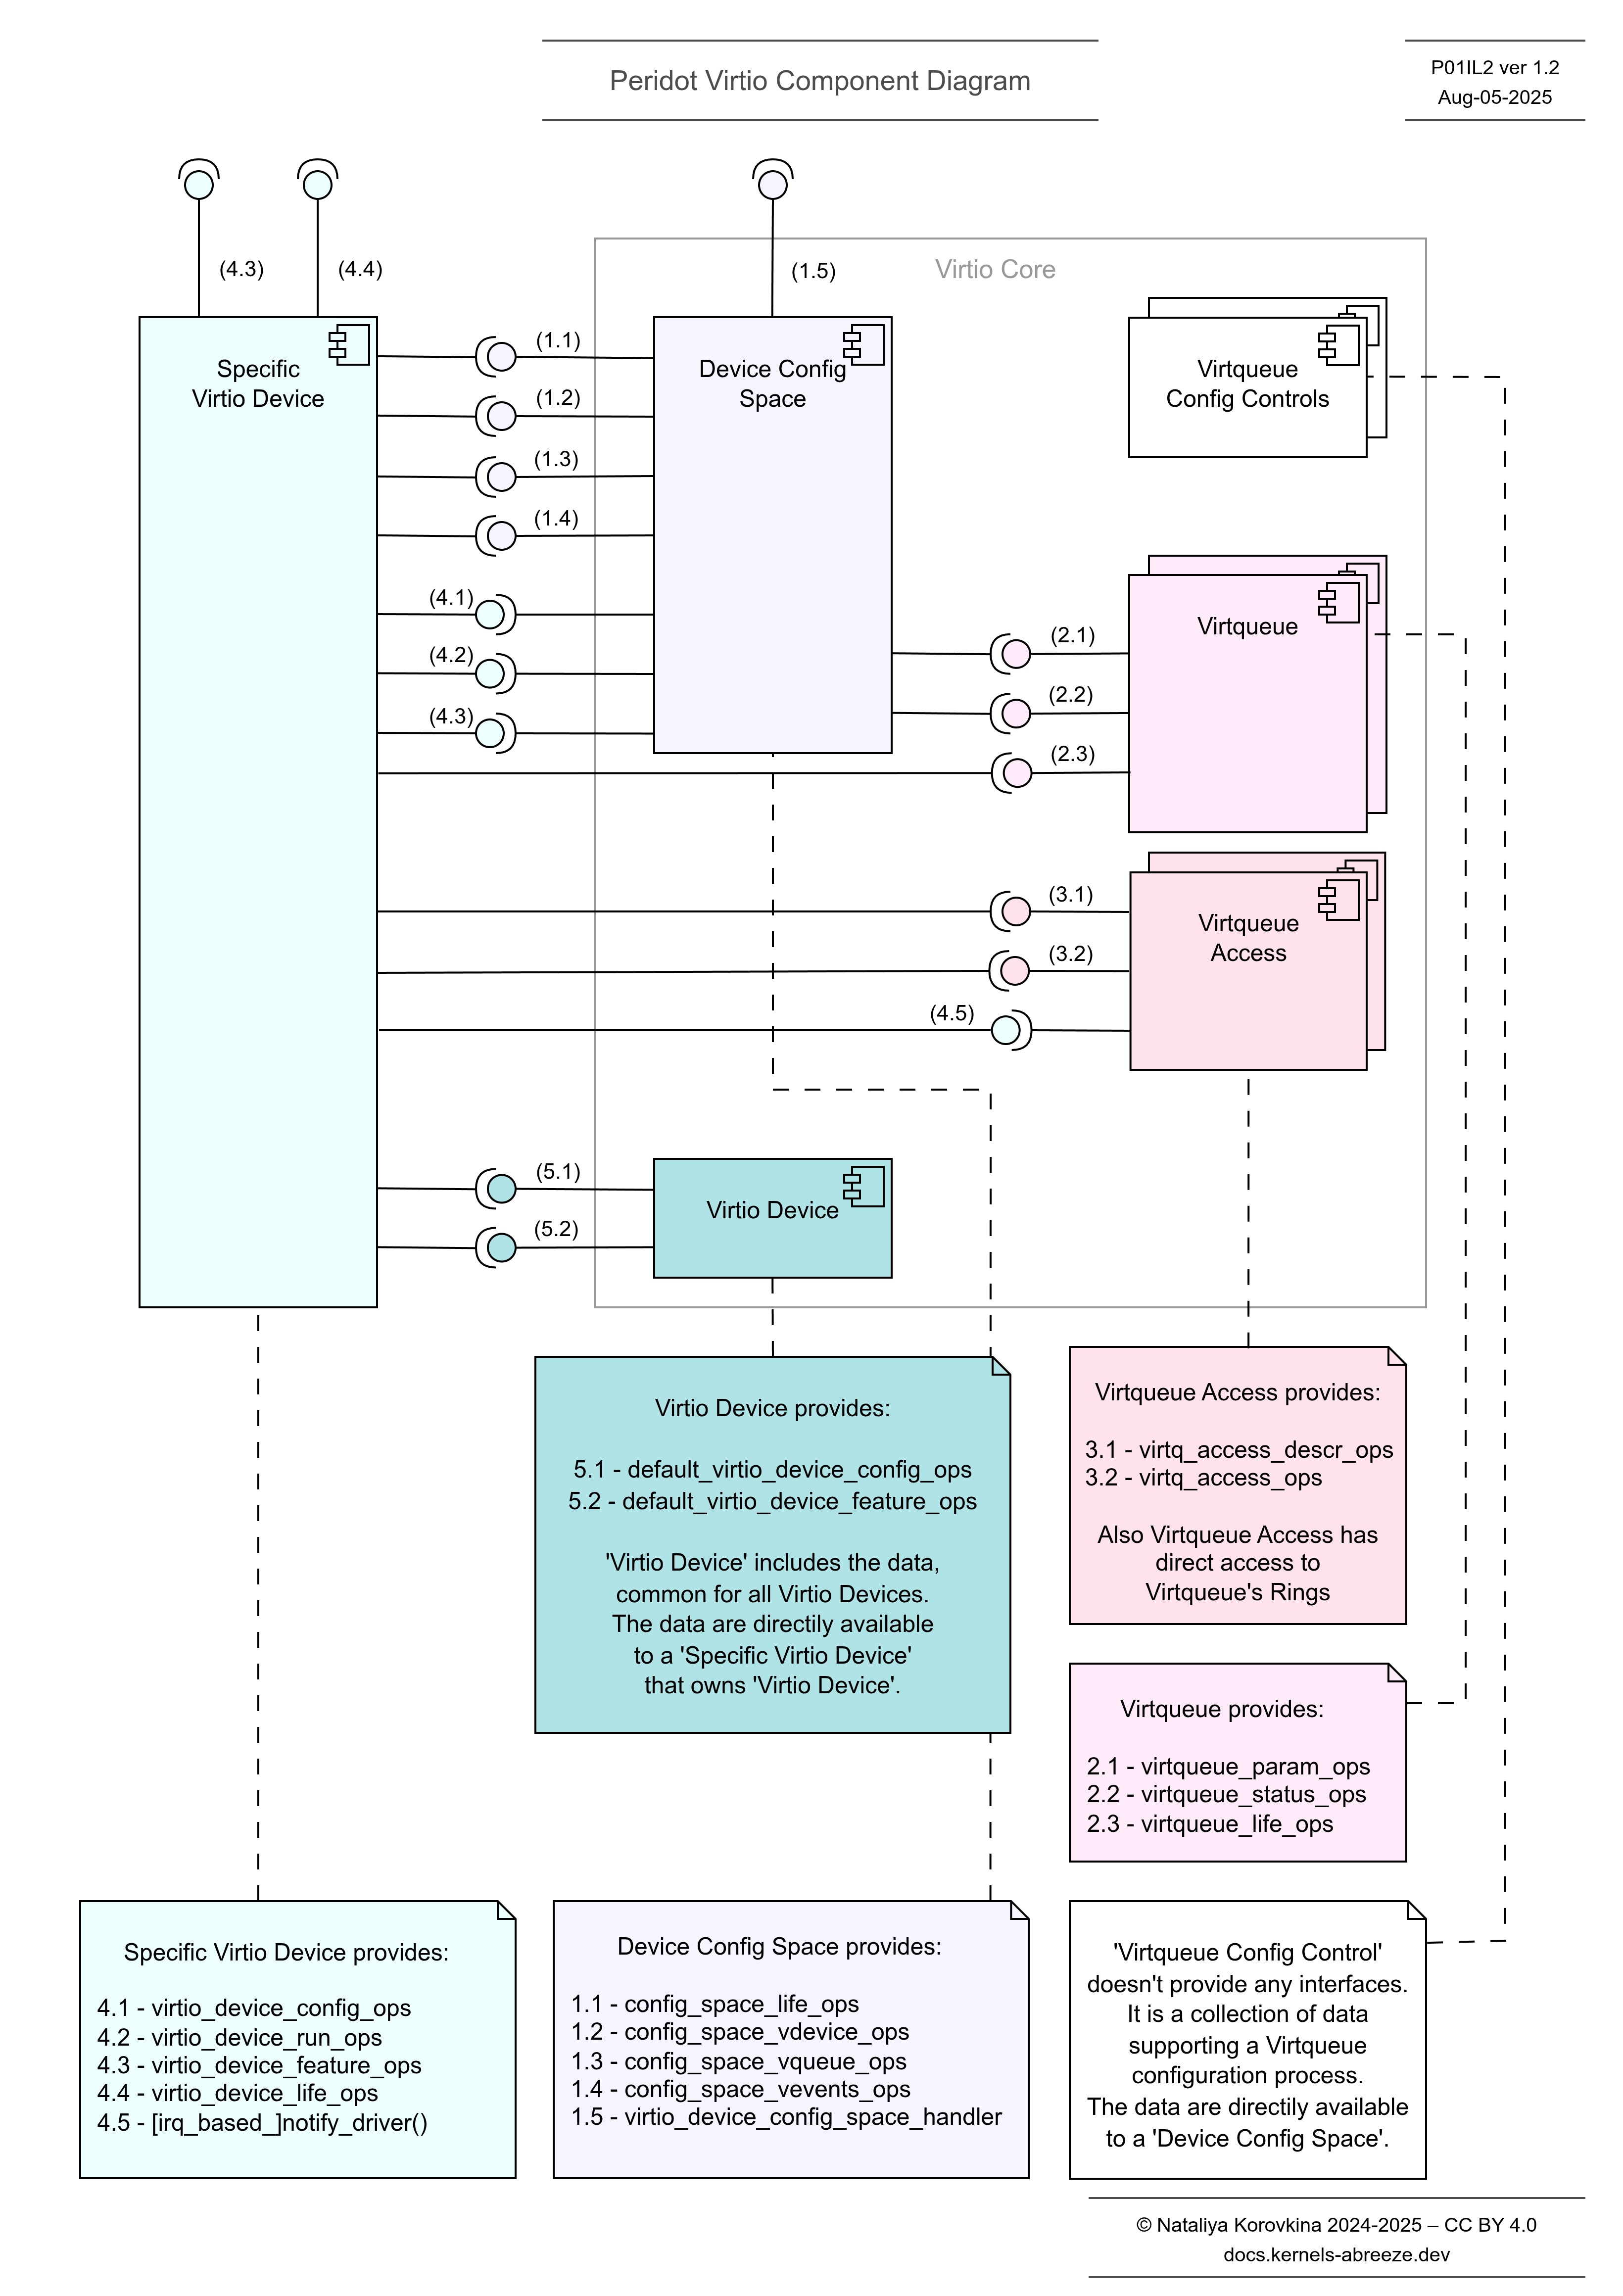 Peridot Virtio Component Diagram
P01IL2 ver 1.2
Aug-05-2025
(4.3)
(4.4)
(1.5)
Virtio Core
Specific
Virtio Device
(1.1)
(1.2)
(1.3)
(1.4)
(4.1)
(4.2)
(4.3)
Device Config
Space
Virtqueue
Config Controls
(2.1)
(2.2)
(2.3)
Virtqueue
(3.1)
(3.2)
(4.5)
Virtqueue
Access
(5.1)
(5.2)
Virtio Device
Virtio Device provides:
5.1 - default_virtio_device_config_ops
5.2 - default_virtio_device_feature_ops
'Virtio Device' includes the data,
common for all Virtio Devices.
The data are directily available
to a 'Specific Virtio Device'
that owns 'Virtio Device'.
Virtqueue Access provides:
3.1 - virtq_access_descr_ops
3.2 - virtq_access_ops
Also Virtqueue Access has
direct access to
Virtqueue's Rings
Virtqueue provides:
2.1 - virtqueue_param_ops
2.2 - virtqueue_status_ops
2.3 - virtqueue_life_ops
Specific Virtio Device provides:
4.1 - virtio_device_config_ops
4.2 - virtio_device_run_ops
4.3 - virtio_device_feature_ops
4.4 - virtio_device_life_ops
4.5 - [irq_based_]notify_driver()
Device Config Space provides:
1.1 - config_space_life_ops
1.2 - config_space_vdevice_ops
1.3 - config_space_vqueue_ops
1.4 - config_space_vevents_ops
1.5 - virtio_device_config_space_handler
'Virtqueue Config Control'
doesn't provide any interfaces.
It is a collection of data
supporting a Virtqueue
configuration process.
The data are directily available
to a 'Device Config Space'.
© Nataliya Korovkina 2024-2025 – CC BY 4.0
docs.kernels-abreeze.dev